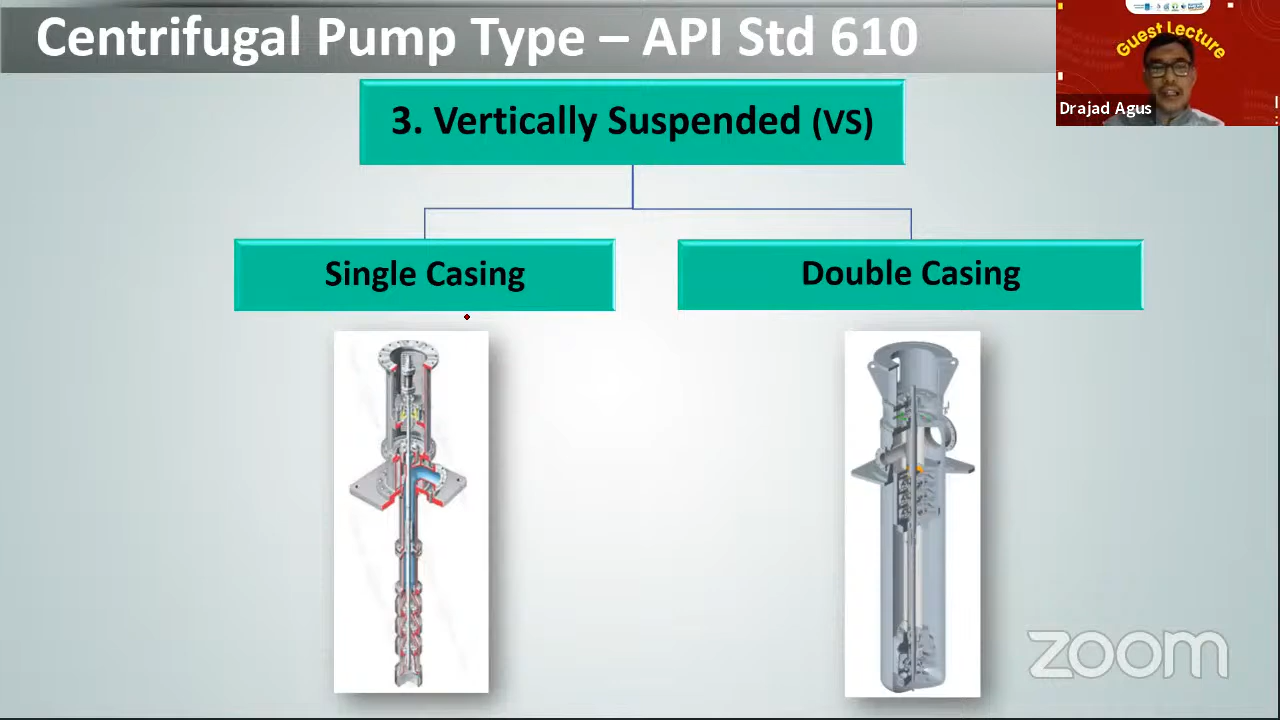 Centrifugal Pump Type – API Std 610
Guest Lecture
Drajad Agus
3. Vertically Suspended (VS)
Single Casing
Double Casing
zoom